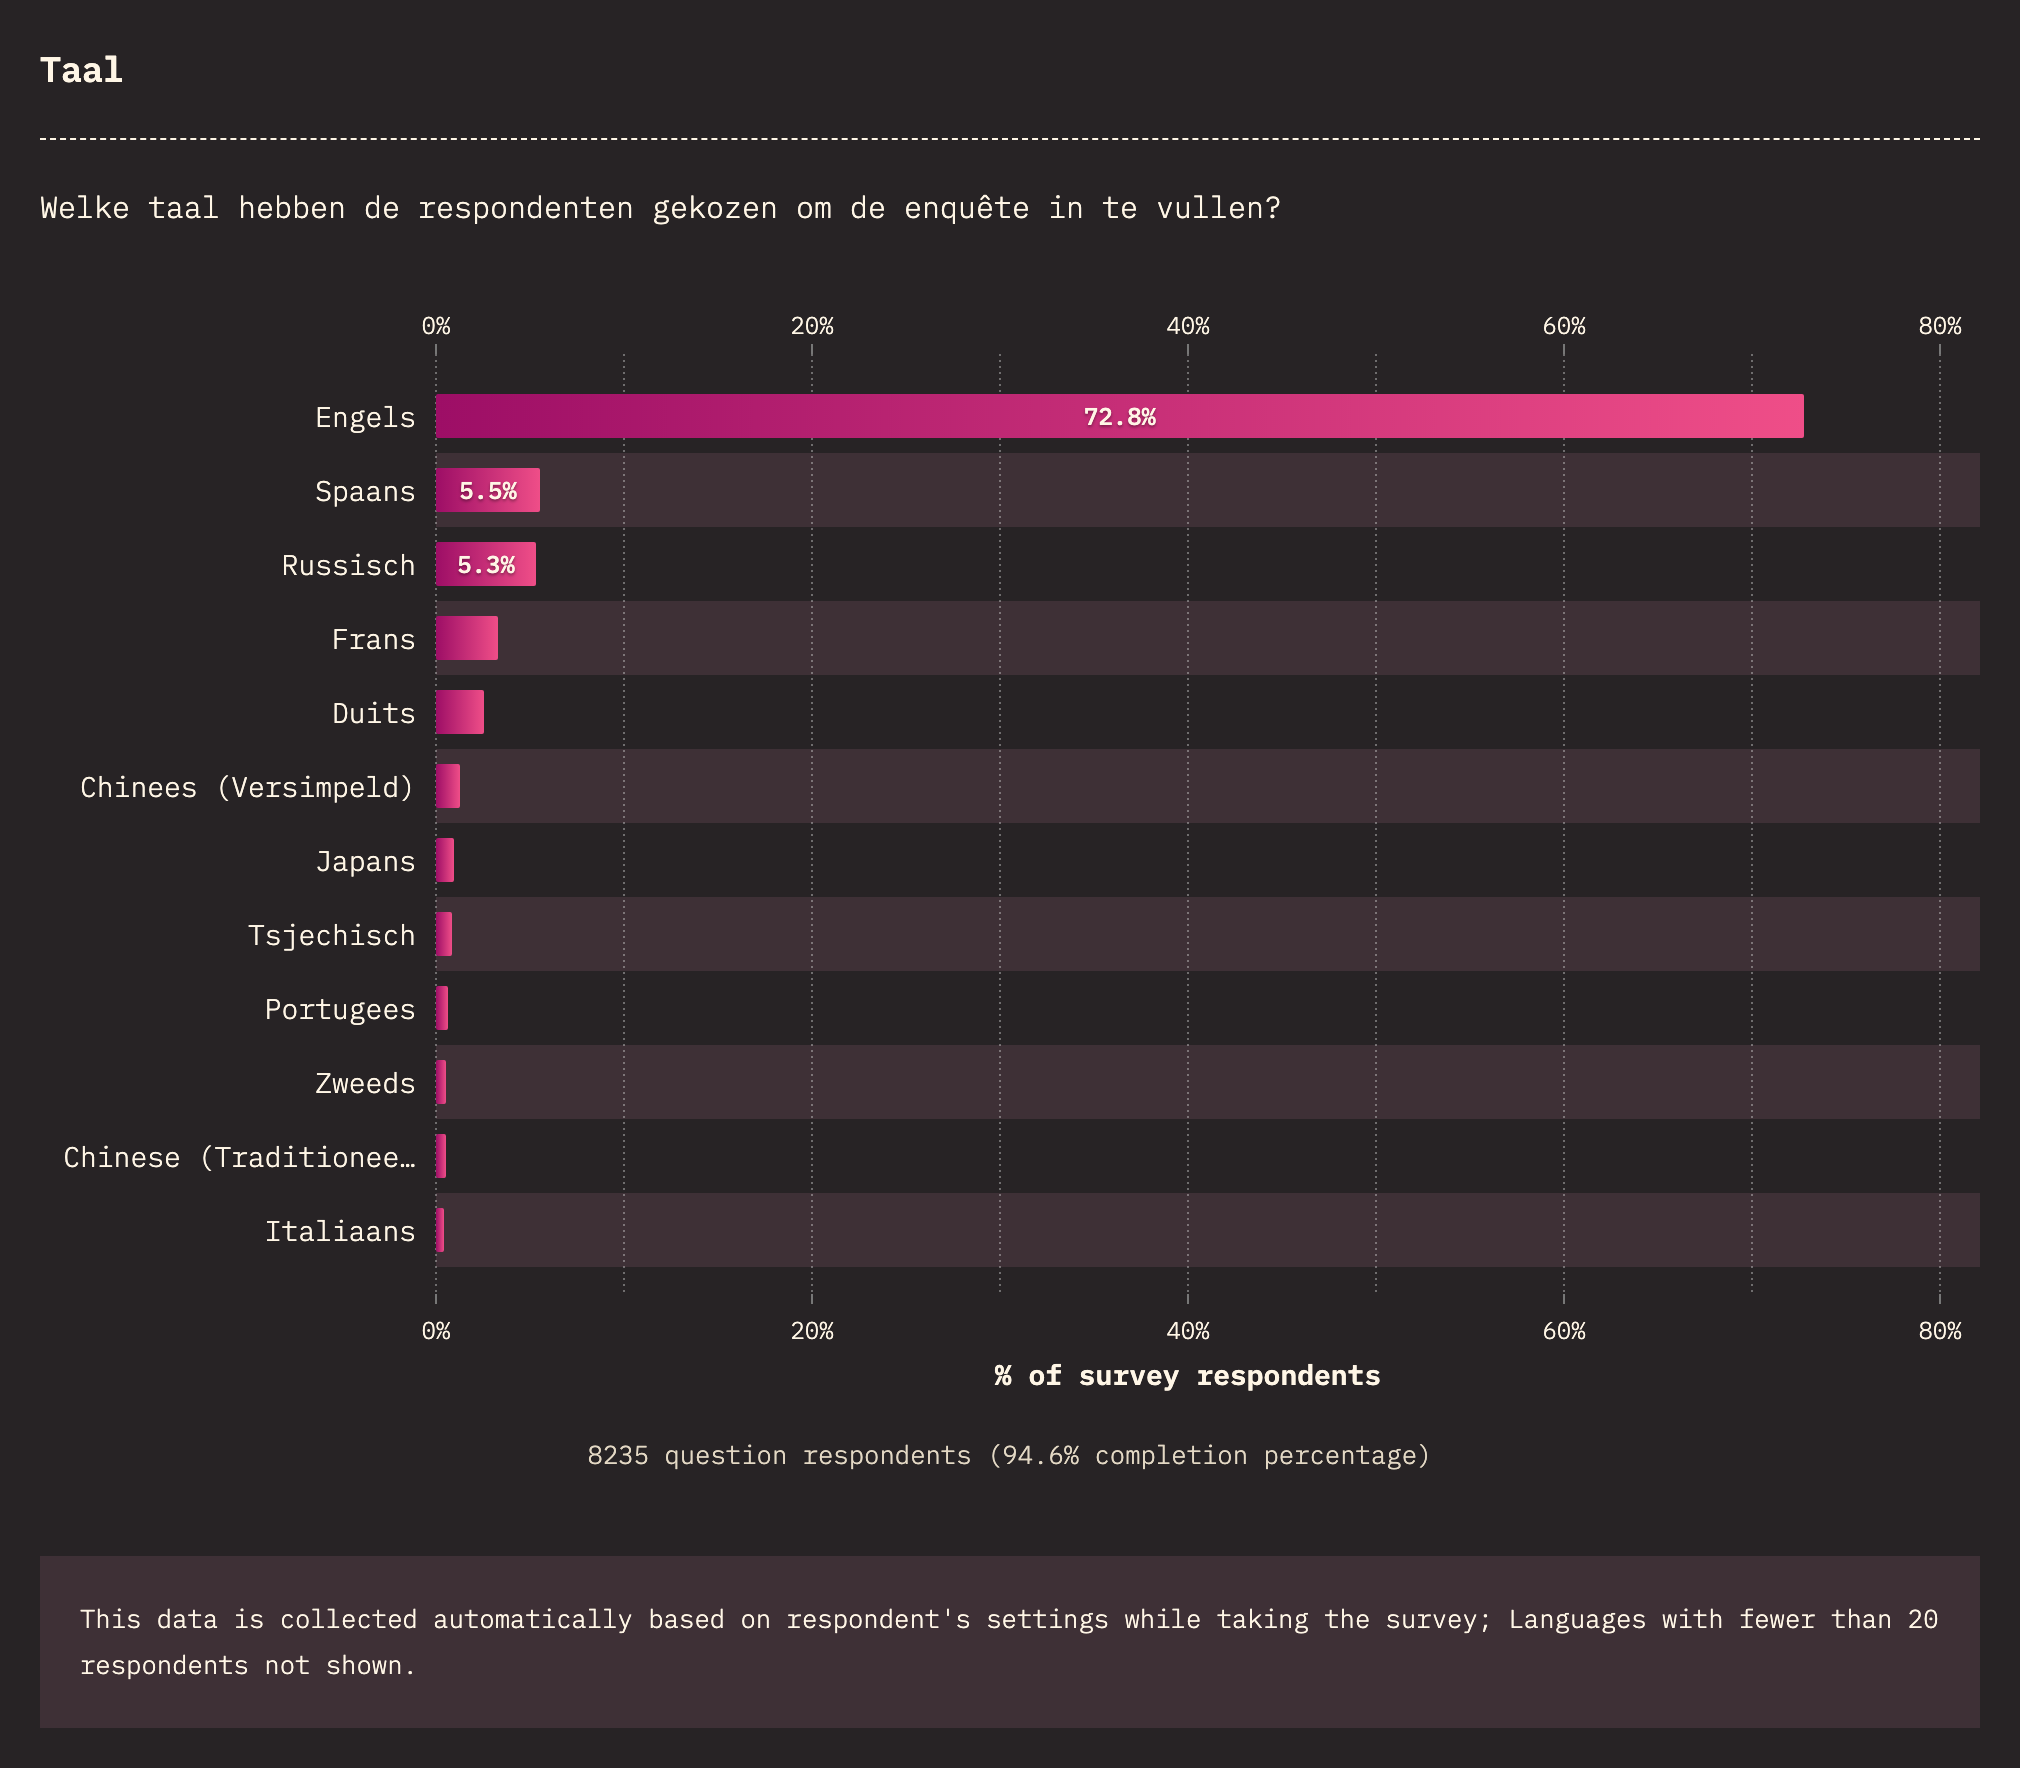 Taal
Welke taal hebben de respondenten gekozen om de enquête in te vullen?
0% 20% 40% 60% 80%
Engels 72.8%
Spaans 5.5%
Russisch 5.3%
Frans
Duits
Chinees (Versimpeld)
Japans
Tsjechisch
Portugees
Zweeds
Chinese (Traditionee…
Italiaans
0% 20% 40% 60% 80%
% of survey respondents
8235 question respondents (94.6% completion percentage)
This data is collected automatically based on respondent's settings while taking the survey; Languages with fewer than 20
respondents not shown.